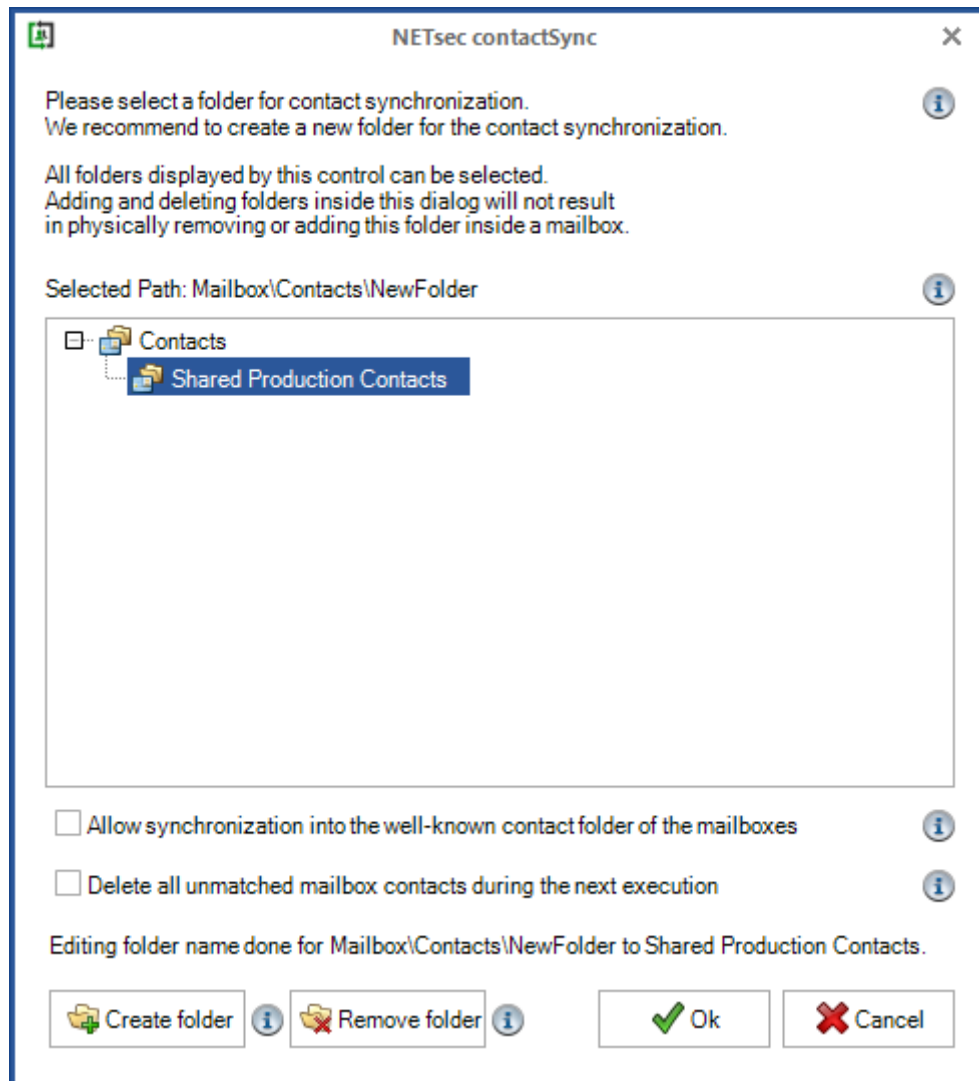 NETsec contactSync
Please select a folder for contact synchronization.
We recommend to create a new folder for the contact synchronization.
All folders displayed by this control can be selected.
Adding and deleting folders inside this dialog will not result
in physically removing or adding this folder inside a mailbox.
Selected Path: Mailbox\Contacts\NewFolder
Contacts
Shared Production Contacts
Allow synchronization into the well-known contact folder of the mailboxes
Delete all unmatched mailbox contacts during the next execution
Editing folder name done for Mailbox\Contacts\NewFolder to Shared Production Contacts.
Create folder Remove folder Ok Cancel